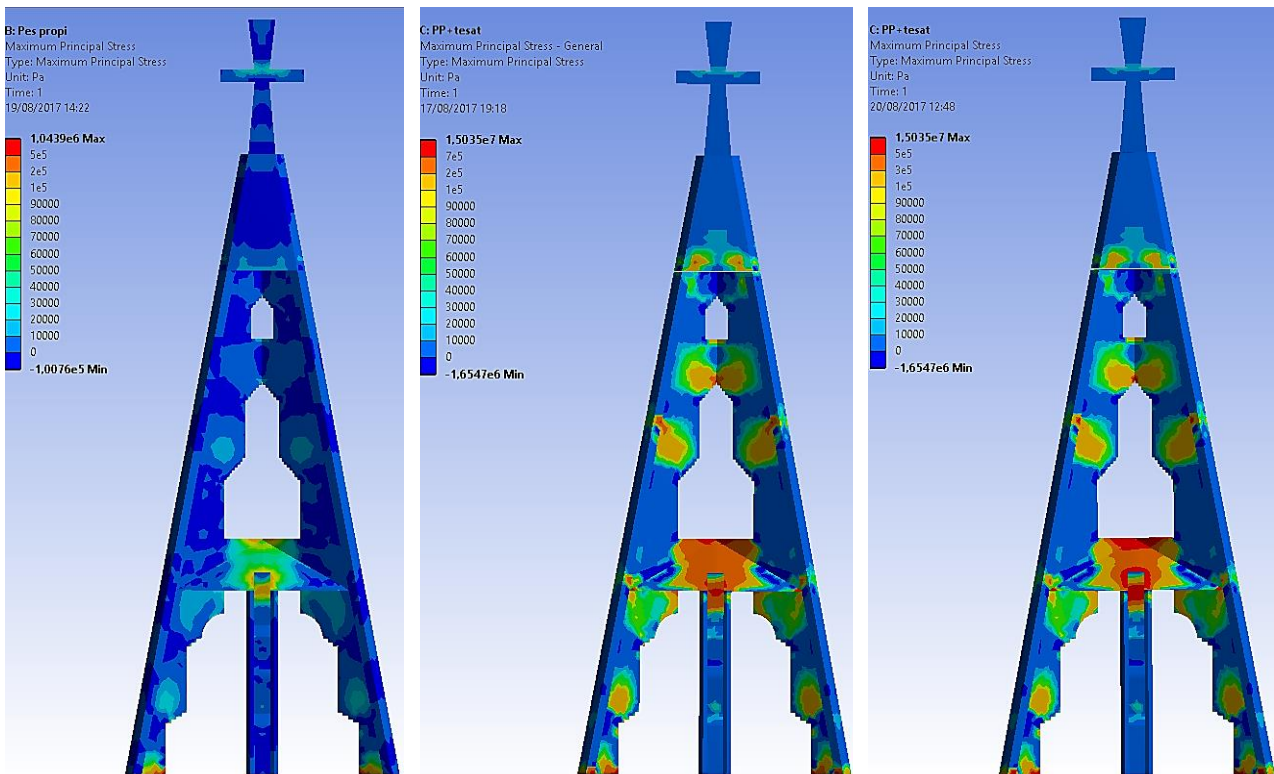 B: Pes propi
Maximum Principal Stress
Type: Maximum Principal Stress
Unit: Pa
Time: 1
19/08/2017 14:22
1,0439e6 Max
5e5
2e5
1e5
90000
80000
70000
60000
50000
40000
30000
20000
10000
0
-1,0076e5 Min
C: PP+tesat
Maximum Principal Stress - General
Type: Maximum Principal Stress
Unit: Pa
Time: 1
17/08/2017 19:18
1,5035e7 Max
7e5
2e5
1e5
90000
80000
70000
60000
50000
40000
30000
20000
10000
0
-1,6547e6 Min
C: PP+tesat
Maximum Principal Stress
Type: Maximum Principal Stress
Unit: Pa
Time: 1
20/08/2017 12:48
1,5035e7 Max
5e5
3e5
1e5
90000
80000
70000
60000
50000
40000
30000
20000
10000
0
-1,6547e6 Min